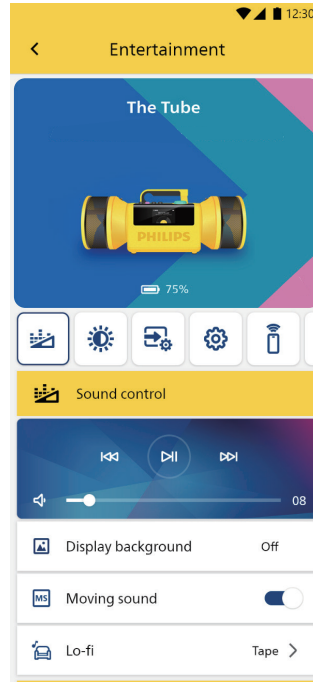 12:30
Entertainment
The Tube
PHILIPS
75%
Sound control
08
Display background Off
MS Moving sound
Lo-fi Tape